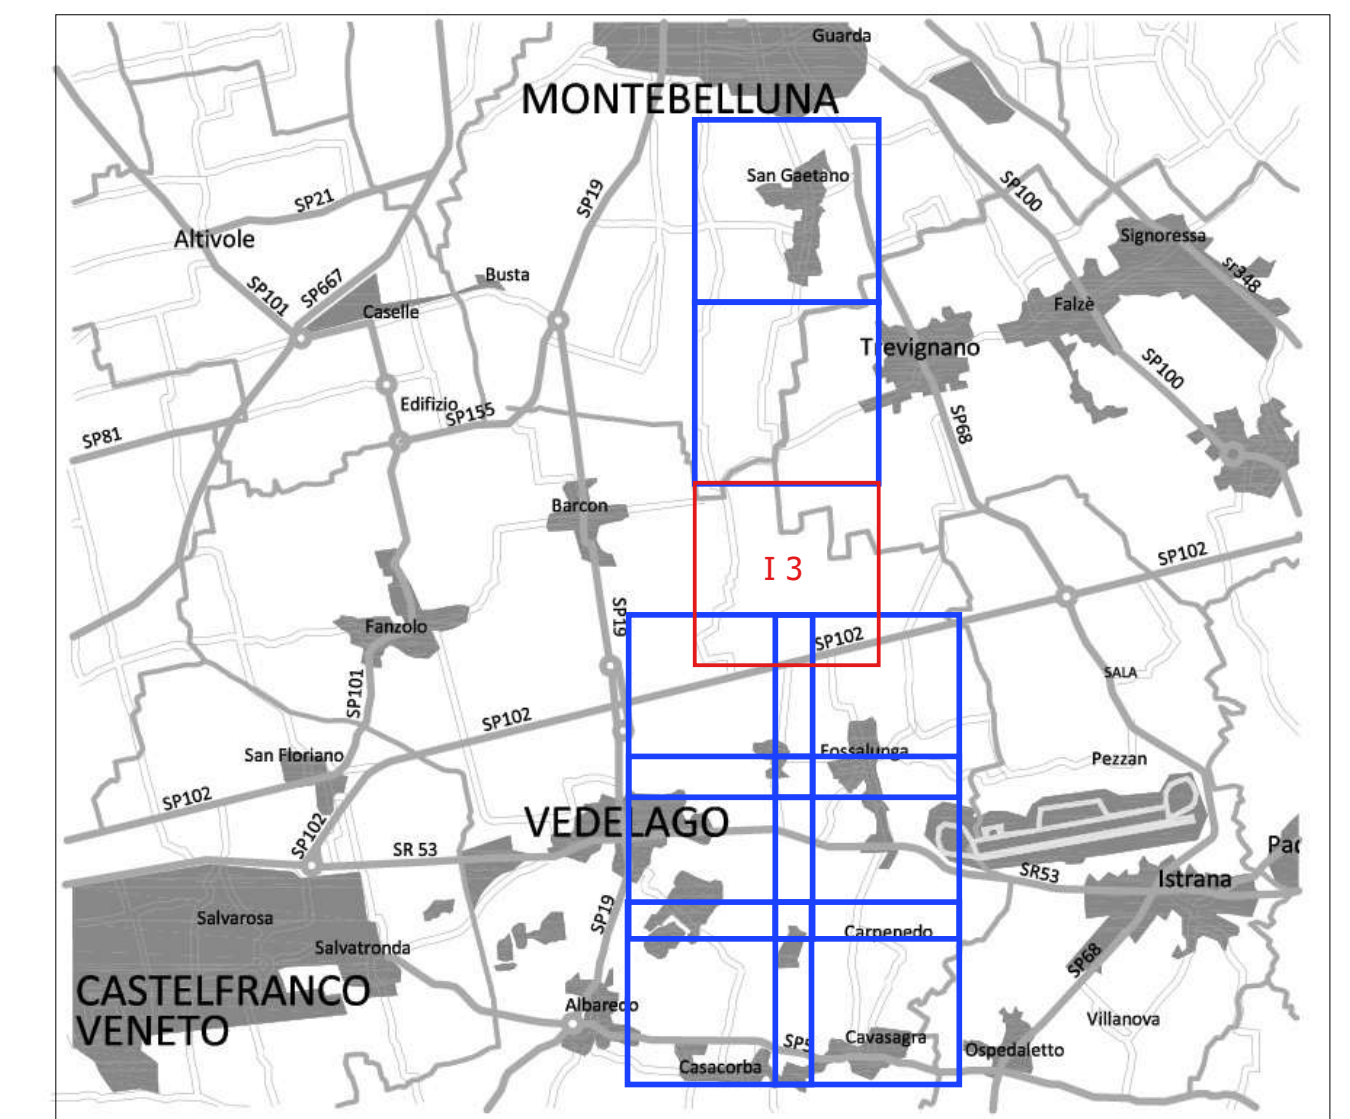 Guarda
MONTEBELLUNA
San Gaetano
SP19
SP100
SP21
Altivole
Signoressa
sr348
SP101
SP667
Busta
Caselle
Falzè
Trevignano
SP100
Edifizio
SP155
SP68
SP81
Barcon
SP102
I 3
SP19
Fanzolo
SP102
SALA
SP101
SP102
San Floriano
Fossalunga
Pezzan
SP102
VEDELAGO
SP102
SR 53
SR53
Istrana
Salvarosa
SP19
Carpenedo
Salvatronda
SP68
CASTELFRANCO
VENETO
Albaredo
Villanova
SP5
Cavasagra
Ospedaletto
Casacorba